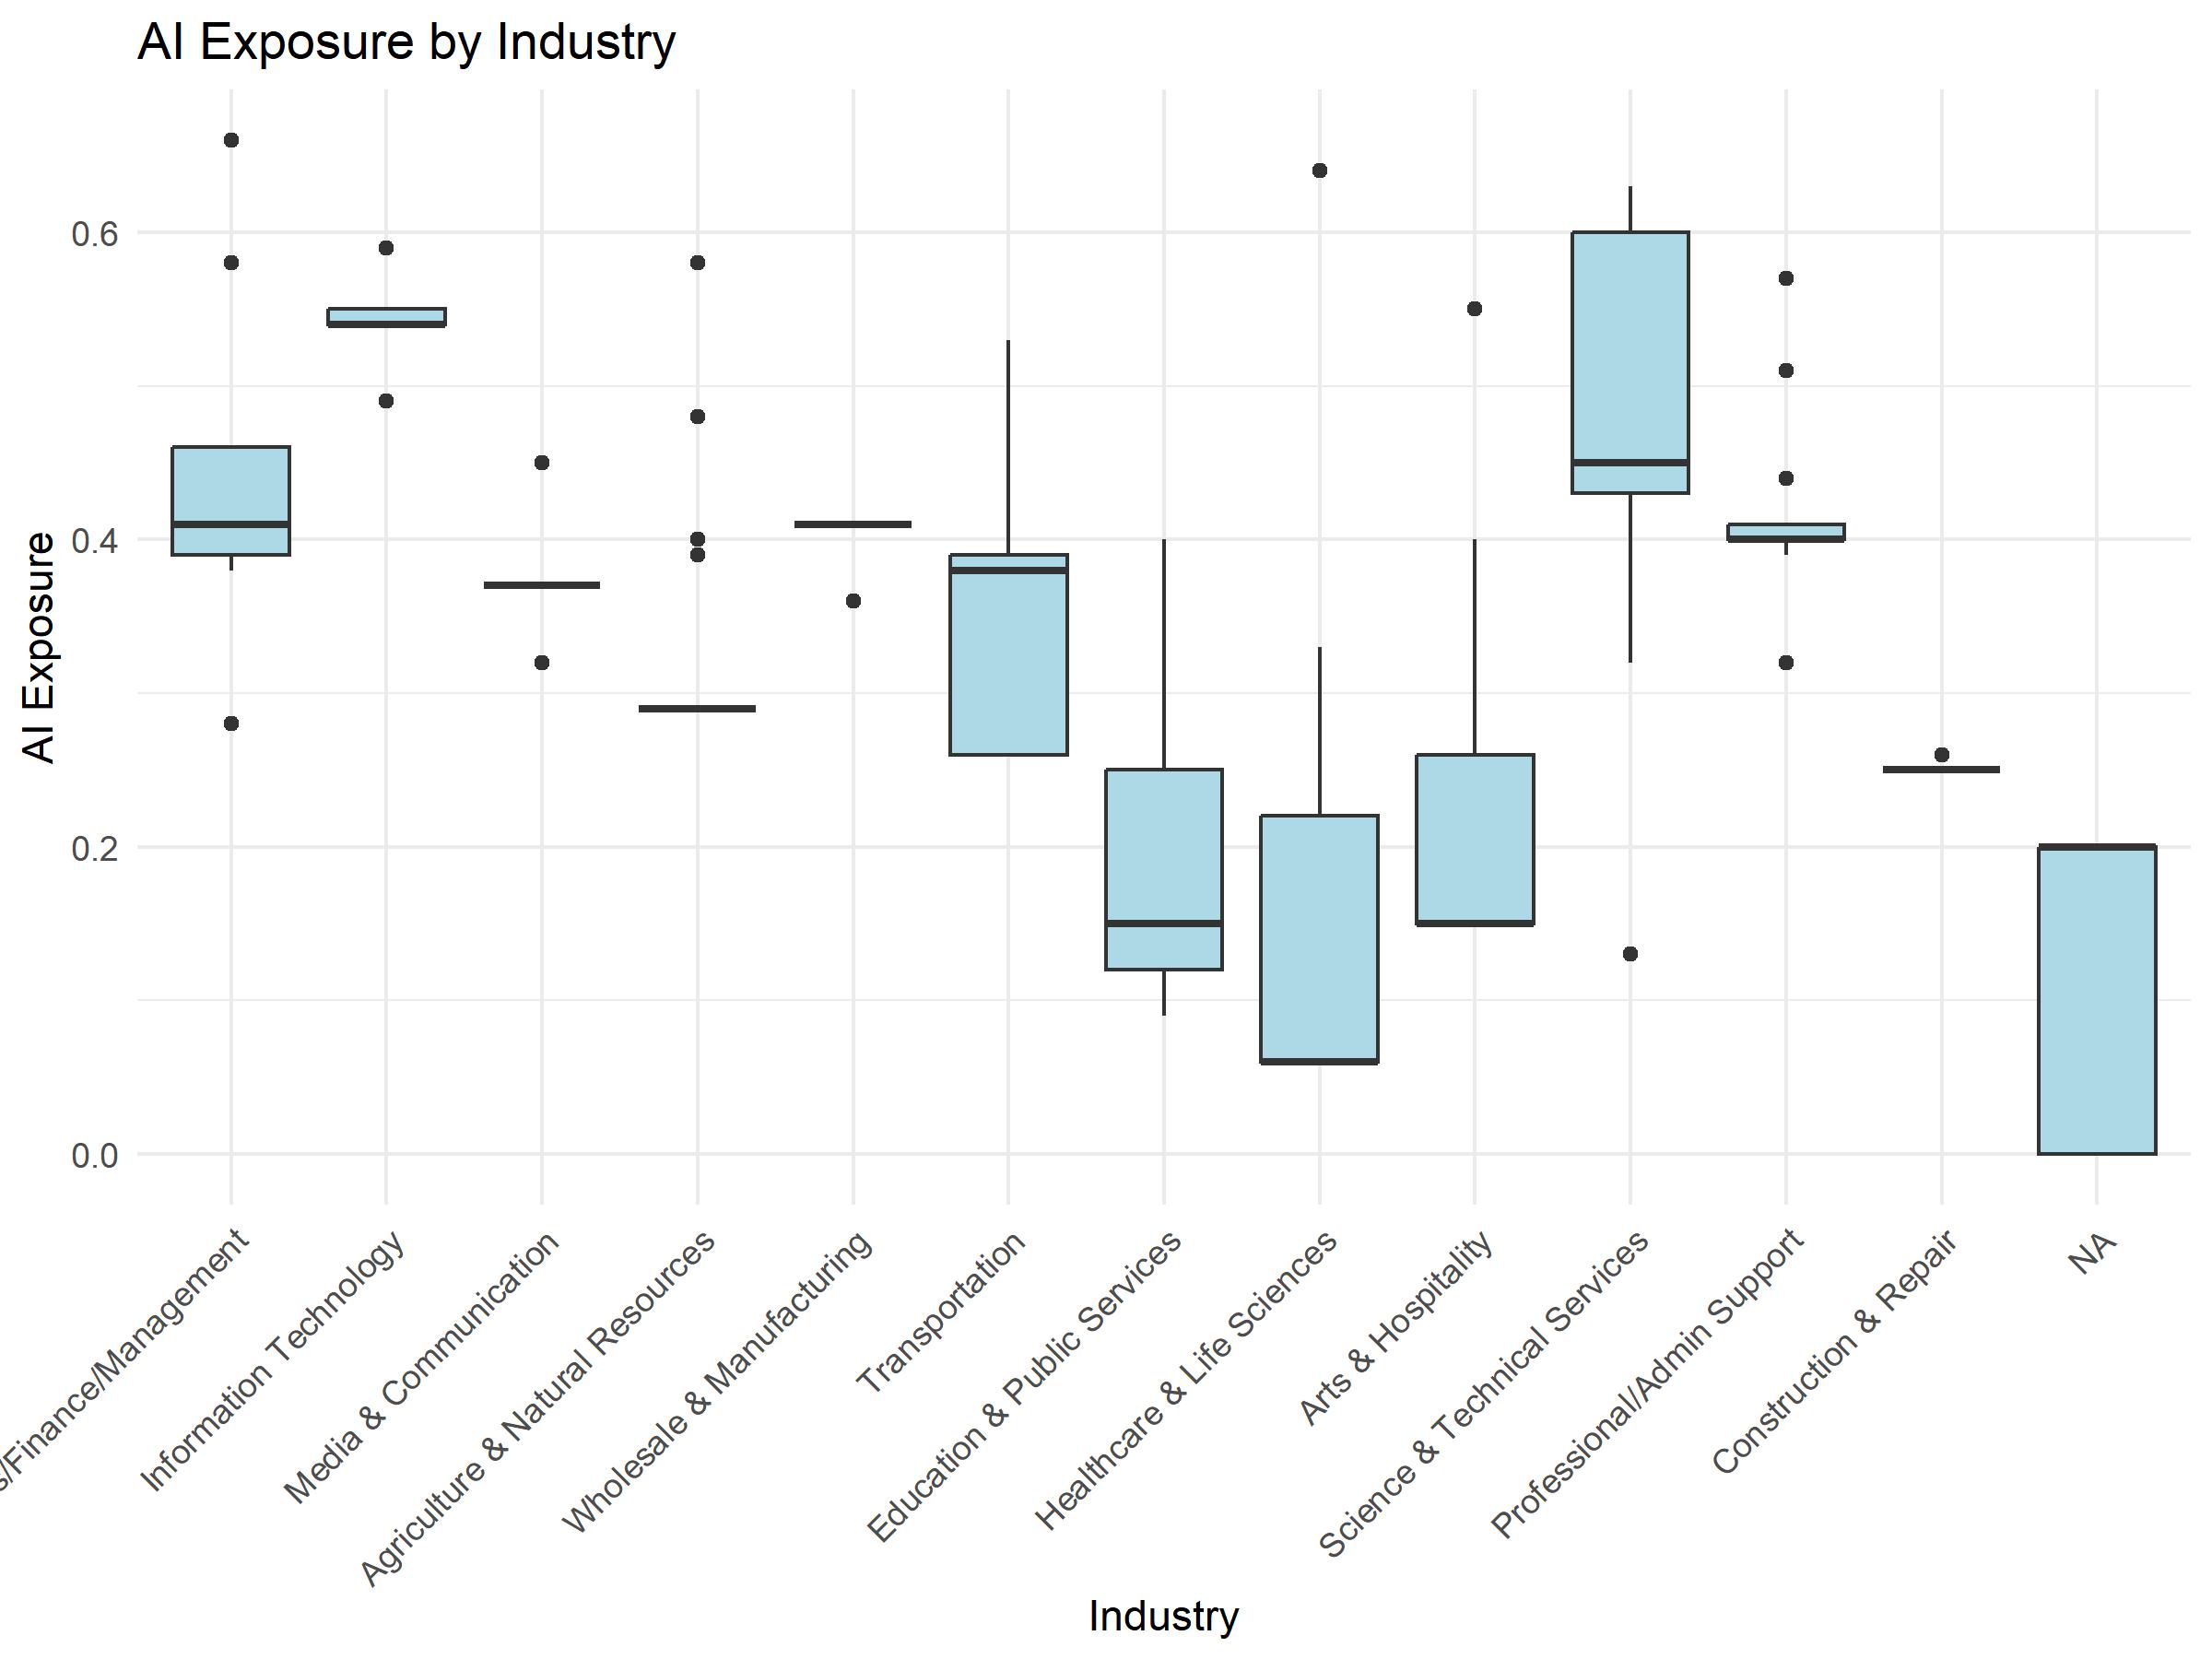 AI Exposure by Industry
AI Exposure
0.6
0.4
0.2
0.0
s/Finance/Management
Information Technology
Media & Communication
Agriculture & Natural Resources
Wholesale & Manufacturing
Transportation
Education & Public Services
Healthcare & Life Sciences
Arts & Hospitality
Science & Technical Services
Professional//Admin Support
Construction & Repair
NA
Industry